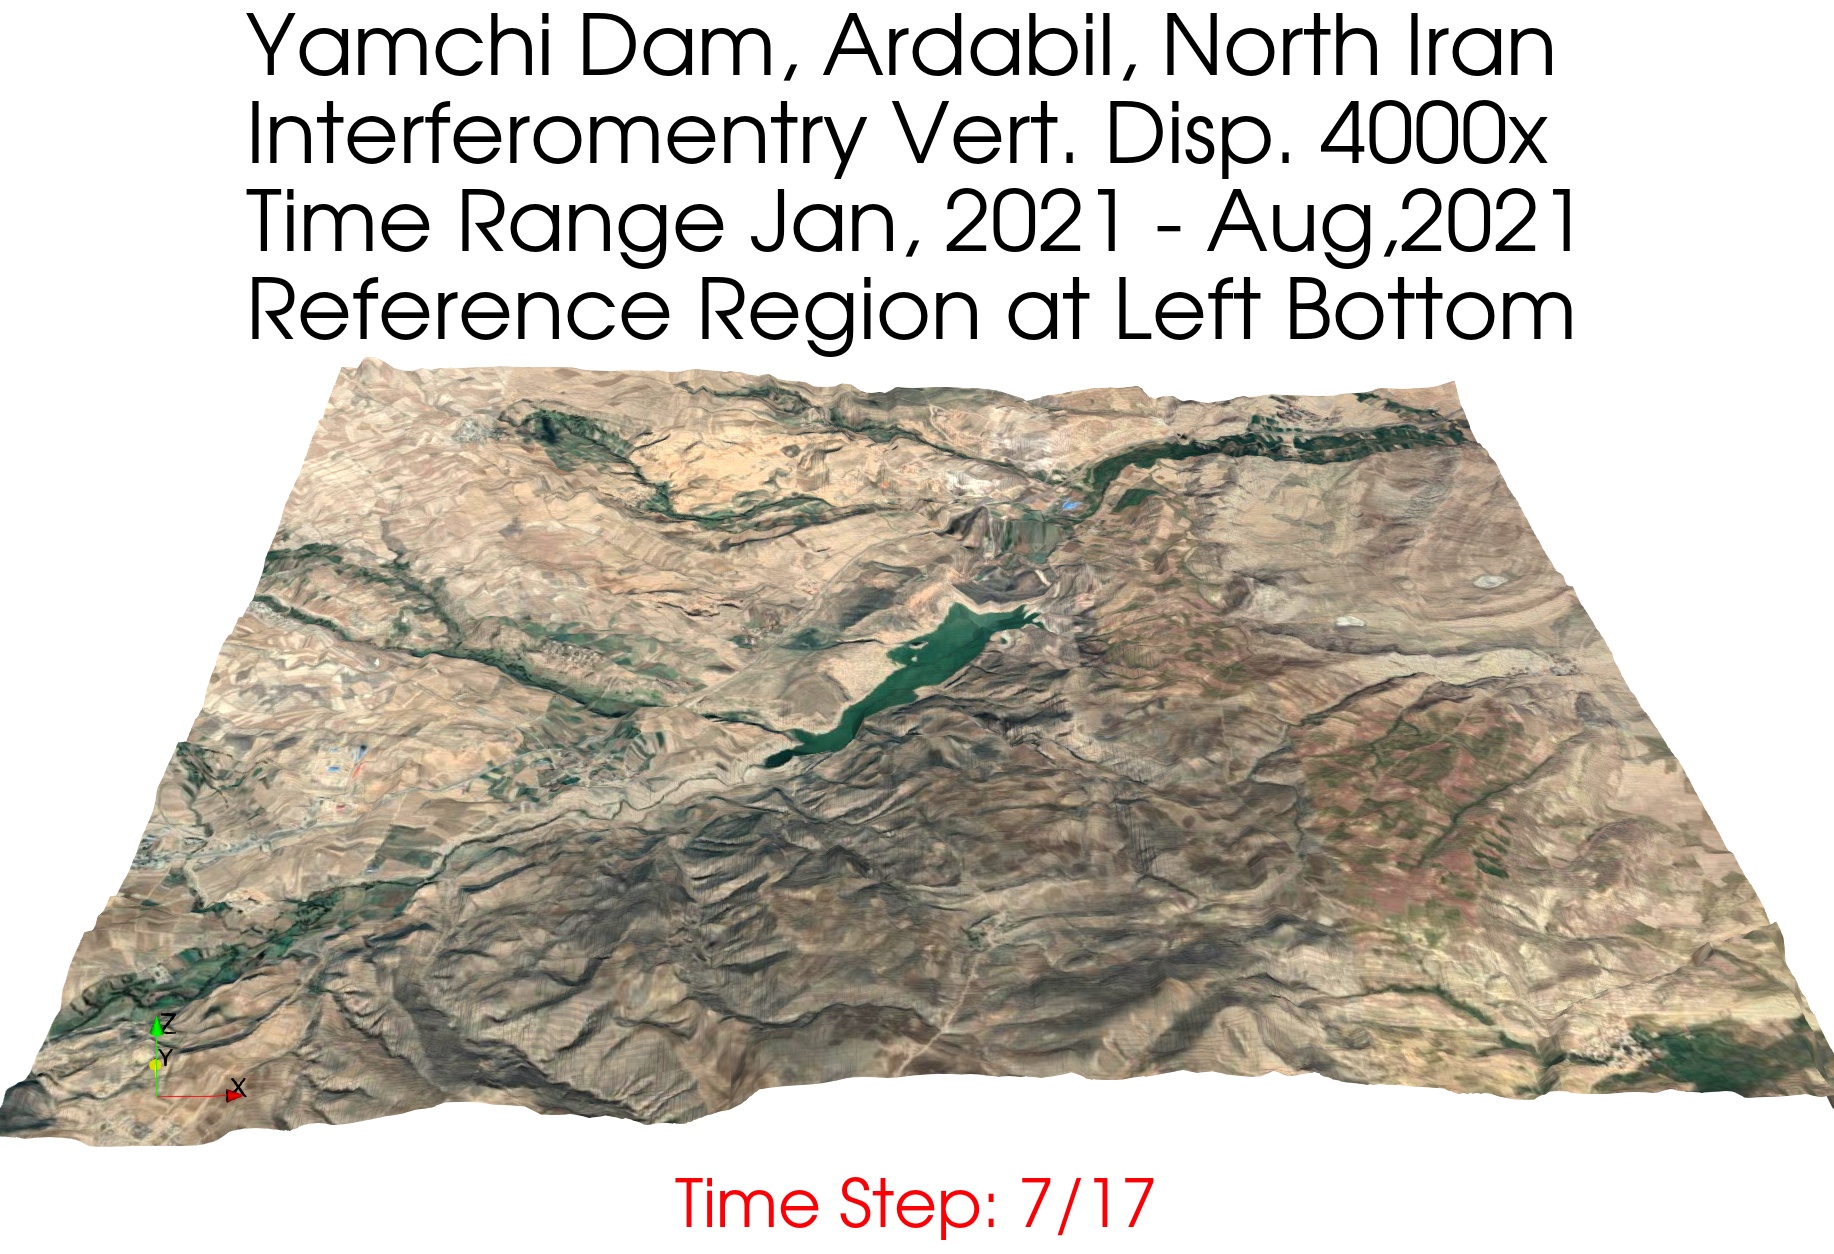 Yamchi Dam, Ardabil, North Iran
Interferomentry Vert. Disp. 4000x
Time Range Jan, 2021 - Aug,2021
Reference Region at Left Bottom
Z
Y
X
Time Step: 7/17